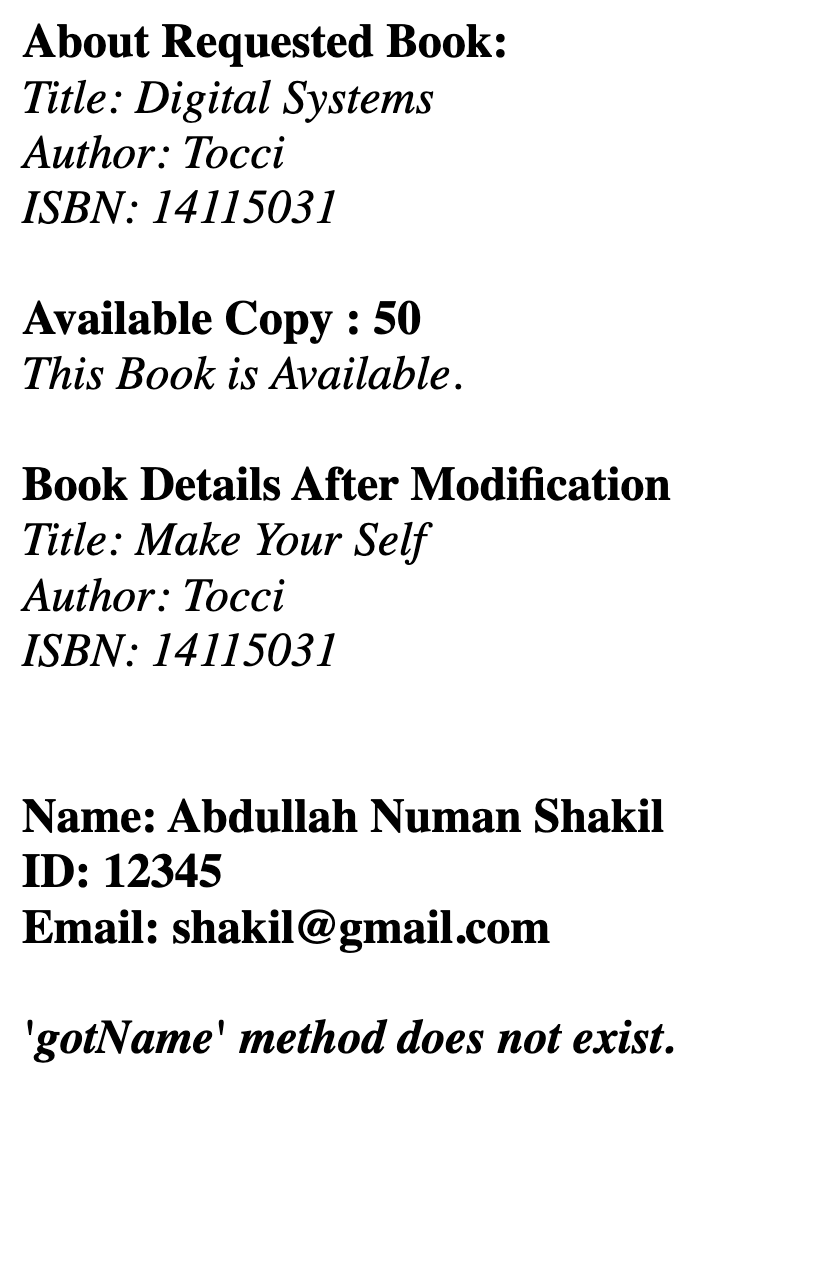 About Requested Book:
Title: Digital Systems
Author: Tocci
ISBN: 14115031
Available Copy : 50
This Book is Available.
Book Details After Modification
Title: Make Your Self
Author: Tocci
ISBN: 14115031
Name: Abdullah Numan Shakil
ID: 12345
Email: shakil@gmail.com
'gotName' method does not exist.